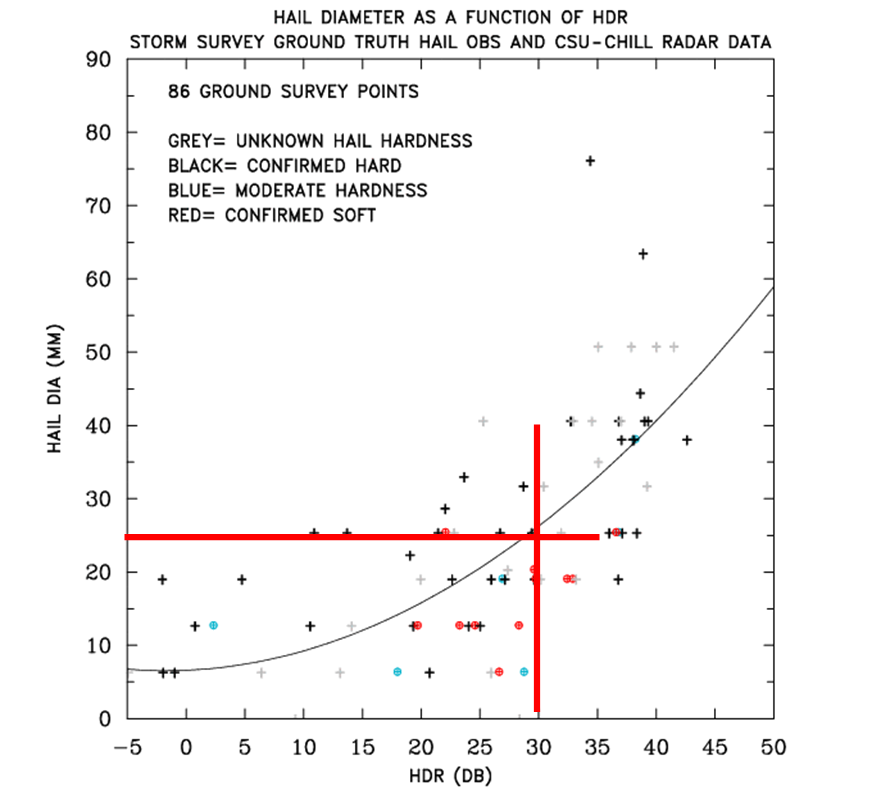 HAIL DIAMETER AS A FUNCTION OF HDR
STORM SURVEY GROUND TRUTH HAIL OBS AND CSU-CHILL RADAR DATA
86 GROUND SURVEY POINTS
GREY= UNKNOWN HAIL HARDNESS
BLACK= CONFIRMED HARD
BLUE= MODERATE HARDNESS
RED= CONFIRMED SOFT
HAIL DIA (MM)
90
80
70
60
50
40
30
20
10
0
-5 0 5 10 15 20 25 30 35 40 45 50
HDR (DB)